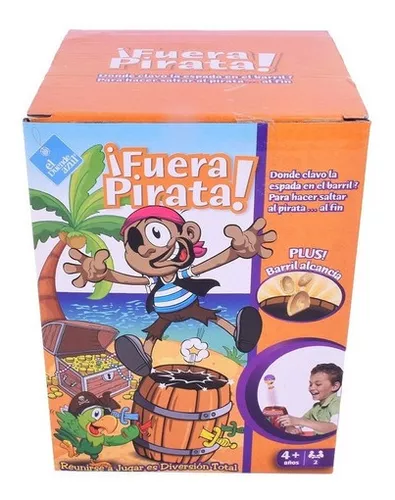 ¡Fuera
Pirata!
Donde clavo la espada en el barril?
Para hacer saltar al pirata ... al fin
el
duende
azul
¡Fuera
Pirata!
Donde clavo la
espada en el barril?
Para hacer saltar
al pirata ... al fin
PLUS!
Barril alcancía
4+
años
2
Reunirse a Jugar es Diversión Total